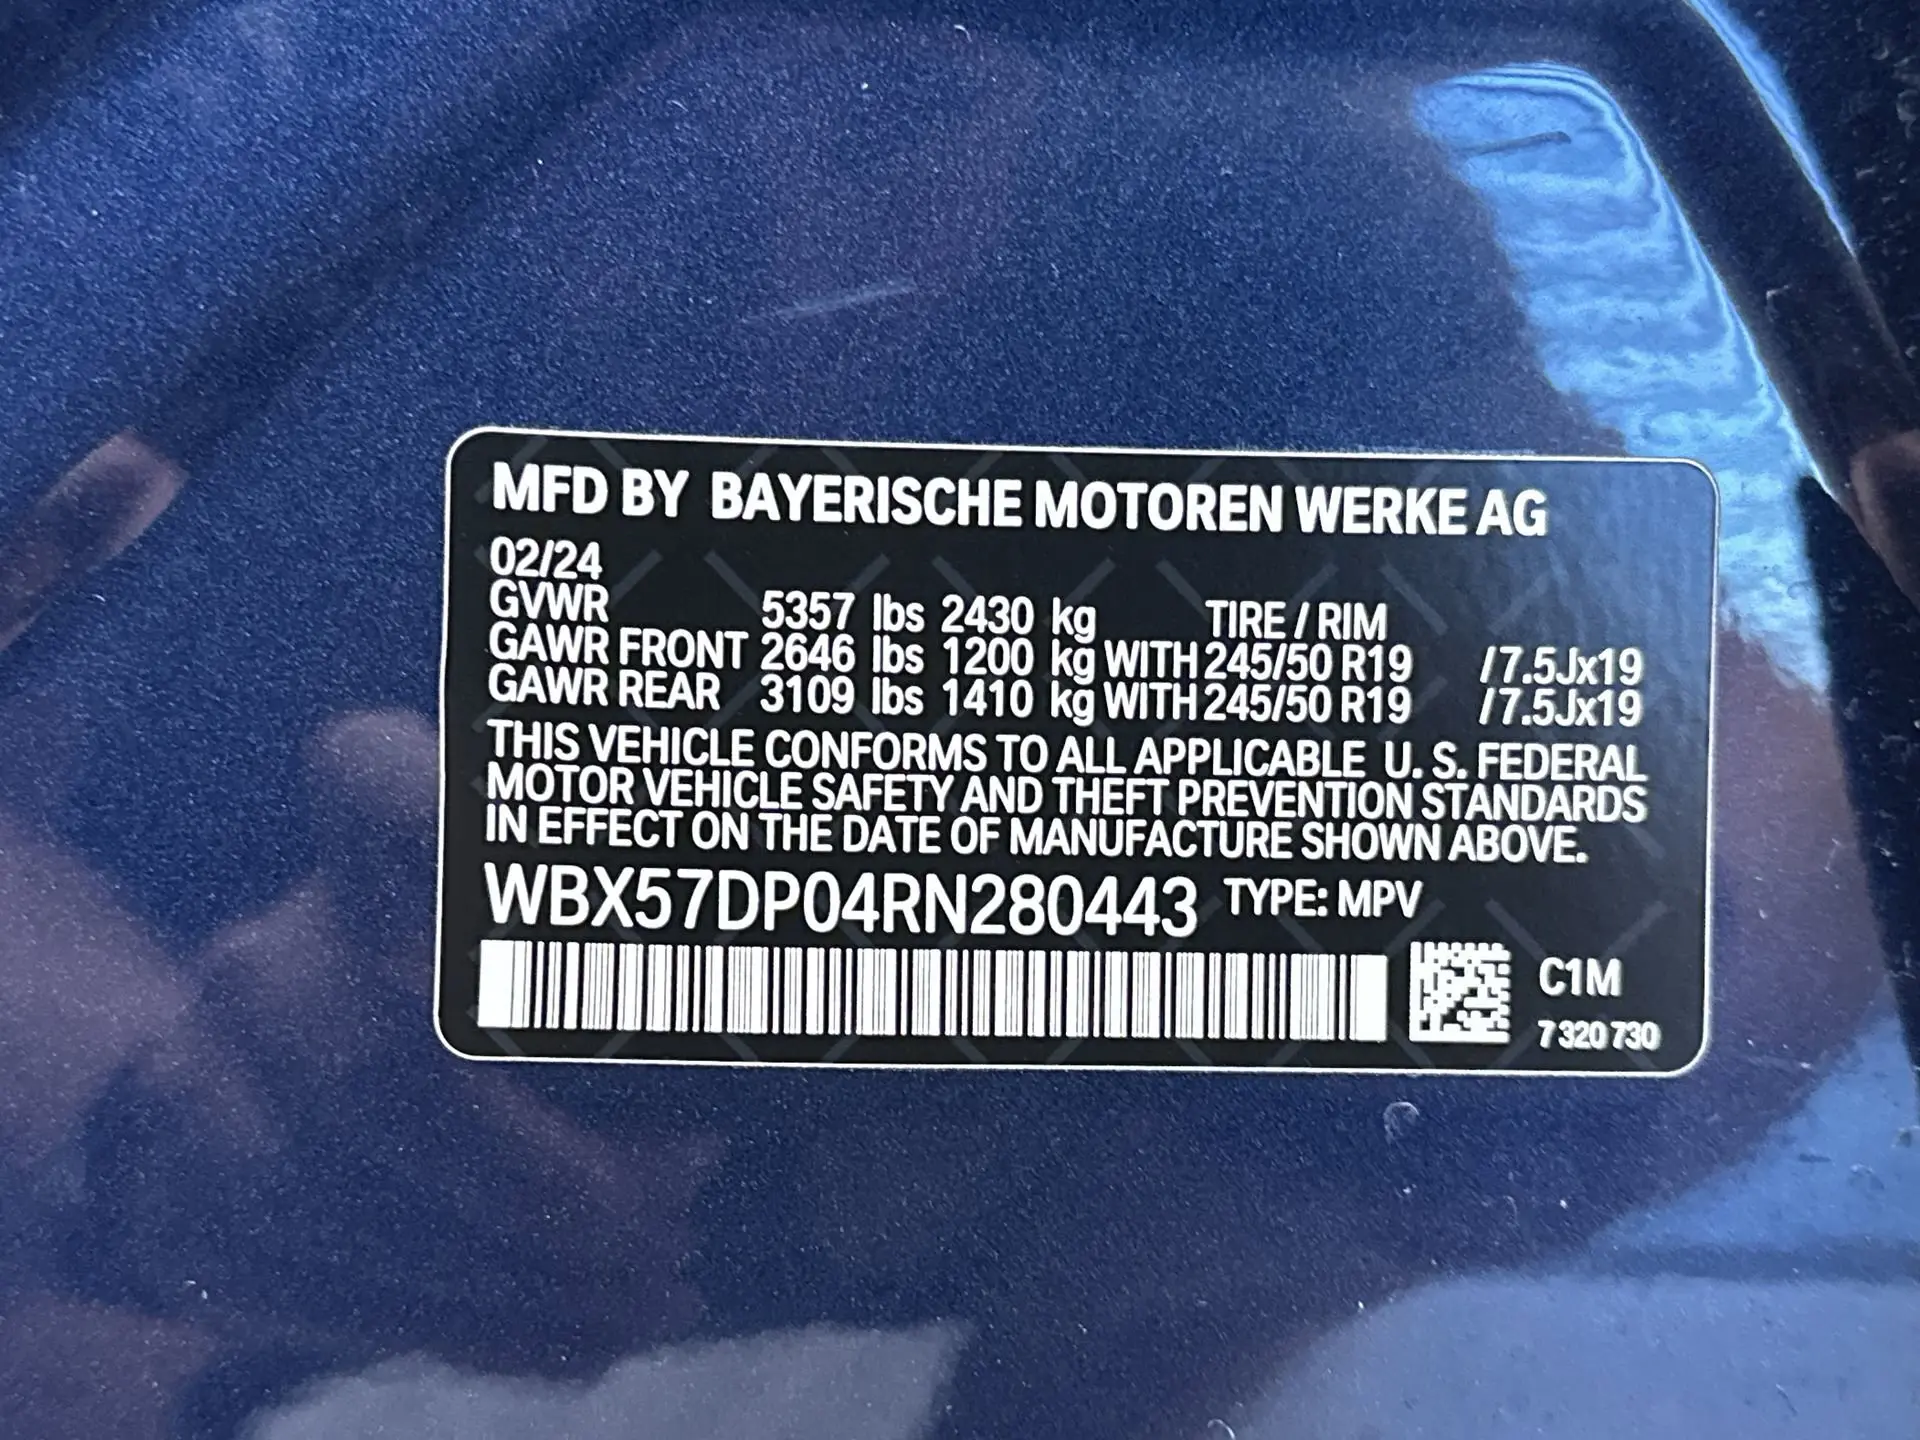 MFD BY BAYERISCHE MOTOREN WERKE AG
02/24
GVWR 5357 lbs 2430 kg TIRE / RIM
GAWR FRONT 2646 lbs 1200 kg WITH 245/50 R19 /7.5Jx19
GAWR REAR 3109 lbs 1410 kg WITH 245/50 R19 /7.5Jx19
THIS VEHICLE CONFORMS TO ALL APPLICABLE U. S. FEDERAL
MOTOR VEHICLE SAFETY AND THEFT PREVENTION STANDARDS
IN EFFECT ON THE DATE OF MANUFACTURE SHOWN ABOVE.
WBX57DP04RN280443 TYPE: MPV
C1M
7 320 730